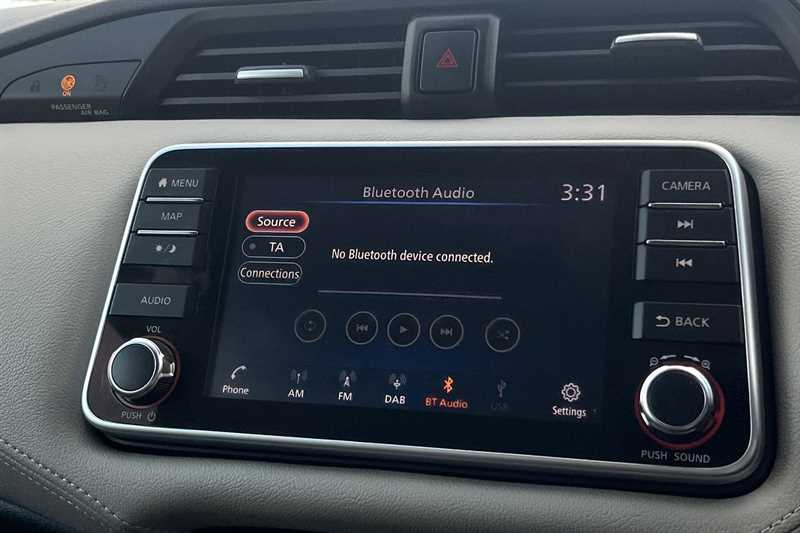 ON
PASSENGER
AIR BAG
MENU
MAP
AUDIO
VOL
PUSH
Bluetooth Audio
3:31
Source
TA
Connections
No Bluetooth device connected.
Phone
AM
FM
DAB
BT Audio
USB
Settings
CAMERA
BACK
PUSH SOUND